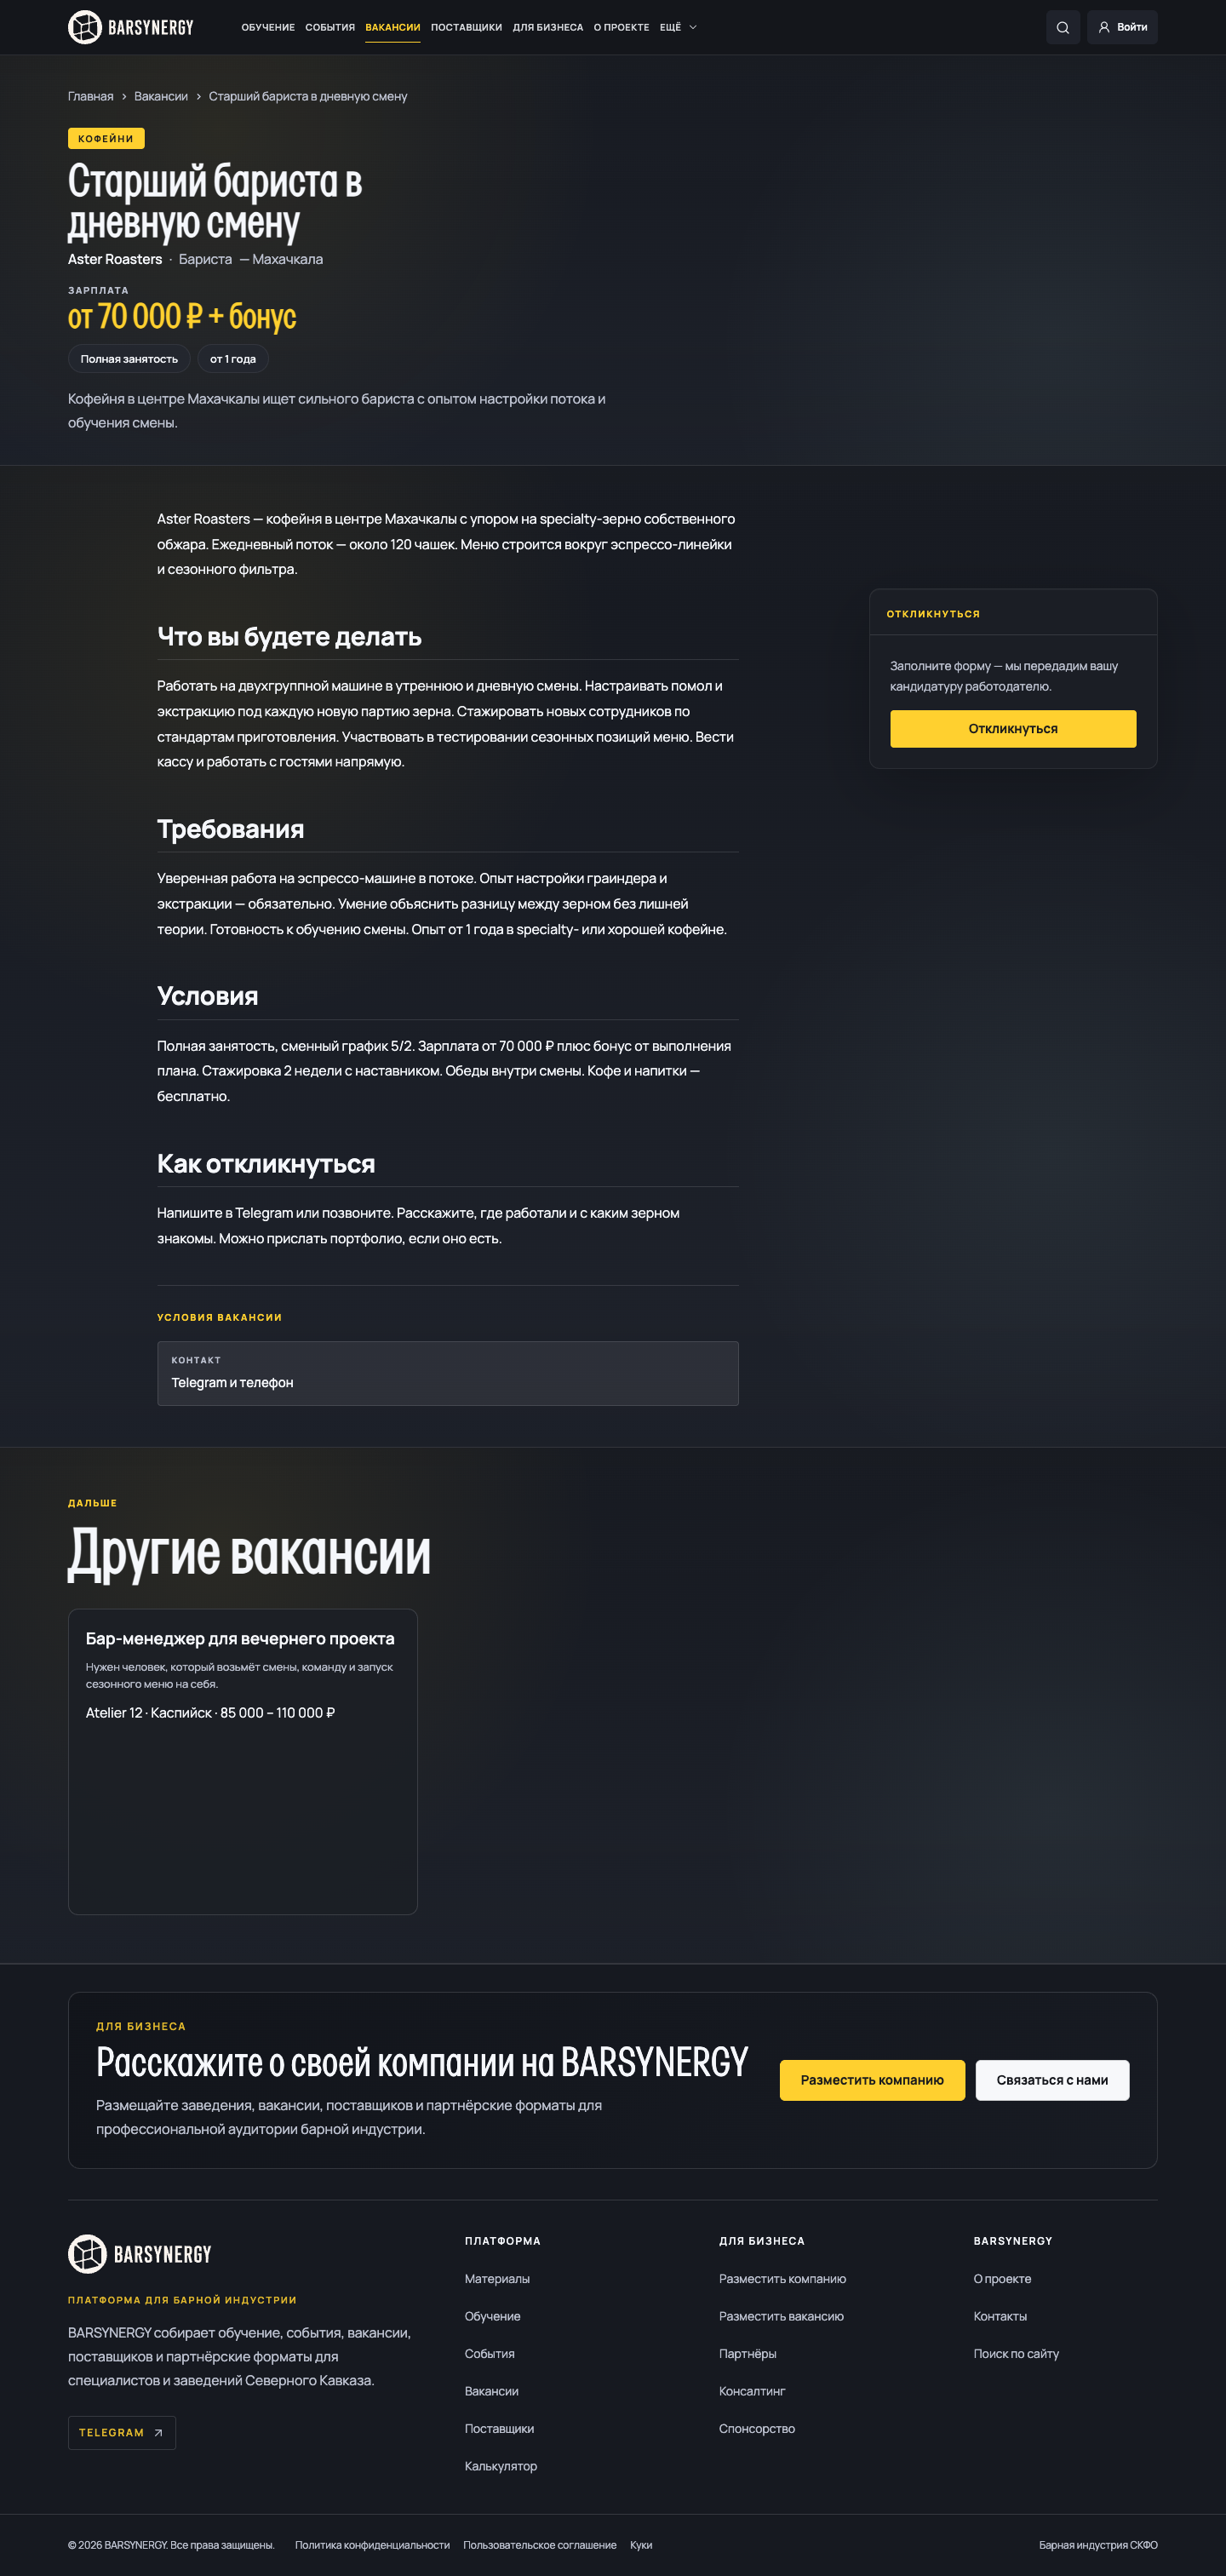 BARSYNERGY
ОБУЧЕНИЕ СОБЫТИЯ ВАКАНСИИ ПОСТАВЩИКИ ДЛЯ БИЗНЕСА О ПРОЕКТЕ ЕЩЁ
Войти
Главная › Вакансии › Старший бариста в дневную смену
КОФЕЙНИ
Старший бариста в
дневную смену
Aster Roasters · Бариста — Махачкала
ЗАРПЛАТА
от 70 000 ₽ + бонус
Полная занятость
от 1 года
Кофейня в центре Махачкалы ищет сильного бариста с опытом настройки потока и
обучения смены.
Aster Roasters — кофейня в центре Махачкалы с упором на specialty-зерно собственного
обжара. Ежедневный поток — около 120 чашек. Меню строится вокруг эспрессо-линейки
и сезонного фильтра.
Что вы будете делать
Работать на двухгруппной машине в утреннюю и дневную смены. Настраивать помол и
экстракцию под каждую новую партию зерна. Стажировать новых сотрудников по
стандартам приготовления. Участвовать в тестировании сезонных позиций меню. Вести
кассу и работать с гостями напрямую.
Требования
Уверенная работа на эспрессо-машине в потоке. Опыт настройки граиндера и
экстракции — обязательно. Умение объяснить разницу между зерном без лишней
теории. Готовность к обучению смены. Опыт от 1 года в specialty- или хорошей кофейне.
Условия
Полная занятость, сменный график 5/2. Зарплата от 70 000 ₽ плюс бонус от выполнения
плана. Стажировка 2 недели с наставником. Обеды внутри смены. Кофе и напитки —
бесплатно.
Как откликнуться
Напишите в Telegram или позвоните. Расскажите, где работали и с каким зерном
знакомы. Можно прислать портфолио, если оно есть.
УСЛОВИЯ ВАКАНСИИ
КОНТАКТ
Telegram и телефон
ОТКЛИКНУТЬСЯ
Заполните форму — мы передадим вашу
кандидатуру работодателю.
Откликнуться
ДАЛЬШЕ
Другие вакансии
Бар-менеджер для вечернего проекта
Нужен человек, который возьмёт смены, команду и запуск
сезонного меню на себя.
Atelier 12 · Каспийск · 85 000 – 110 000 ₽
ДЛЯ БИЗНЕСА
Расскажите о своей компании на BARSYNERGY
Размещайте заведения, вакансии, поставщиков и партнёрские форматы для
профессиональной аудитории барной индустрии.
Разместить компанию
Связаться с нами
BARSYNERGY
ПЛАТФОРМА ДЛЯ БАРНОЙ ИНДУСТРИИ
BARSYNERGY собирает обучение, события, вакансии,
поставщиков и партнёрские форматы для
специалистов и заведений Северного Кавказа.
TELEGRAM
ПЛАТФОРМА
Материалы
Обучение
События
Вакансии
Поставщики
Калькулятор
ДЛЯ БИЗНЕСА
Разместить компанию
Разместить вакансию
Партнёры
Консалтинг
Спонсорство
BARSYNERGY
О проекте
Контакты
Поиск по сайту
© 2026 BARSYNERGY. Все права защищены. Политика конфиденциальности Пользовательское соглашение Куки
Барная индустрия СКФО